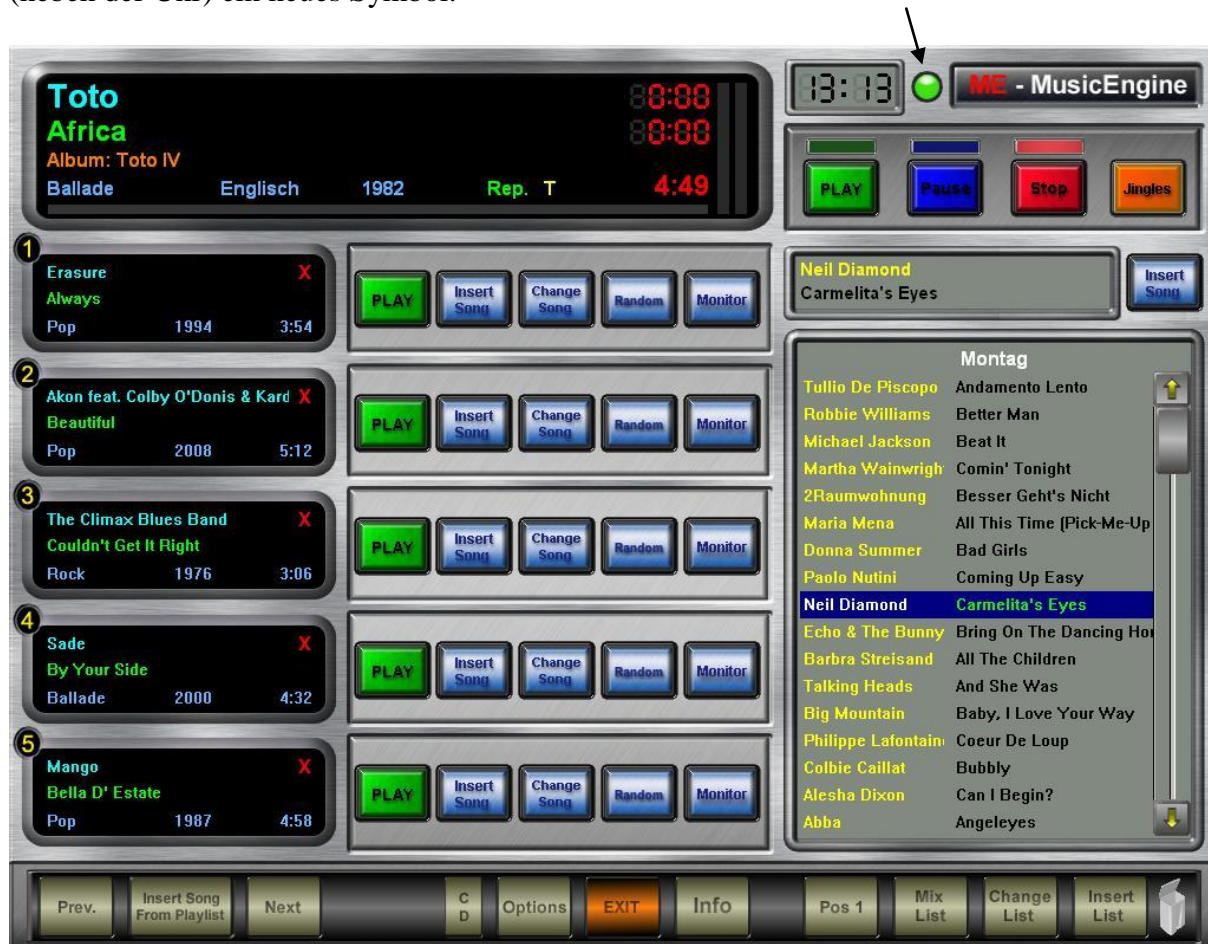 (neben der Uhr) ein neues Symbol.
Toto
Africa
Album: Toto IV
Ballade Englisch 1982 Rep. T 4:49
0:00
0:00
13:13
ME - MusicEngine
PLAY Pause Stop Jingles
1
Erasure X
Always
Pop 1994 3:54
PLAY Insert Song Change Song Random Monitor
2
Akon feat. Colby O'Donis & Kard X
Beautiful
Pop 2008 5:12
PLAY Insert Song Change Song Random Monitor
3
The Climax Blues Band X
Couldn't Get It Right
Rock 1976 3:06
PLAY Insert Song Change Song Random Monitor
4
Sade X
By Your Side
Ballade 2000 4:32
PLAY Insert Song Change Song Random Monitor
5
Mango X
Bella D' Estate
Pop 1987 4:58
PLAY Insert Song Change Song Random Monitor
Neil Diamond
Carmelita's Eyes
Insert Song
Montag
Tullio De Piscopo Andamento Lento
Robbie Williams Better Man
Michael Jackson Beat It
Martha Wainwrigh Comin' Tonight
2Raumwohnung Besser Geht's Nicht
Maria Mena All This Time (Pick-Me-Up
Donna Summer Bad Girls
Paolo Nutini Coming Up Easy
Neil Diamond Carmelita's Eyes
Echo & The Bunny Bring On The Dancing Hor
Barbra Streisand All The Children
Talking Heads And She Was
Big Mountain Baby, I Love Your Way
Philippe Lafontain Coeur De Loup
Colbie Caillat Bubbly
Alesha Dixon Can I Begin?
Abba Angeleyes
Prev. Insert Song From Playlist Next CD Options EXIT Info Pos 1 Mix List Change List Insert List